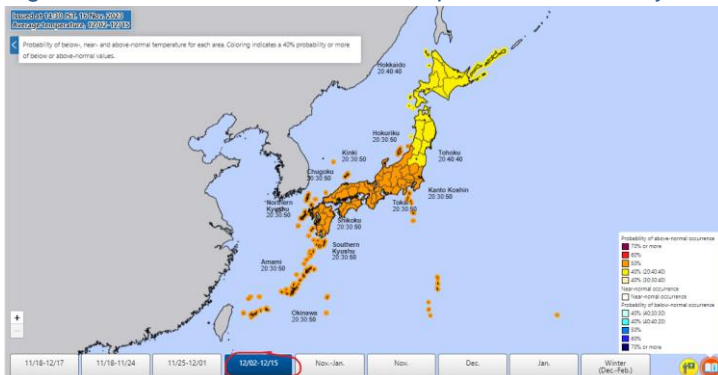 Issued at 14:30 JST, 16 Nov. 2023
Average temperature, 12/02-12/15
Probability of below-, near- and above-normal temperature for each area. Coloring indicates a 40% probability or more
of below or above-normal values.
Hokkaido
20:40:40
Hokuriku
20:30:50
Tohoku
20:40:40
Kinki
20:30:50
Chugoku
20:30:50
Kanto Koshin
20:30:50
Northern
Kyushu
20:30:50
Tokai
20:30:50
Shikoku
20:30:50
Southern
Kyushu
20:30:50
Amami
20:30:50
Okinawa
20:30:50
Probability of above-normal occurrence
70% or more
60%
50%
40% (20:40:40)
40% (30:30:40)
Near-normal occurrence
Near-normal occurrence
Probability of below-normal occurrence
40% (40:30:30)
40% (40:40:20)
50%
60%
70% or more
+
−
11/18-12/17
11/18-11/24
11/25-12/01
12/02-12/15
Nov.-Jan.
Nov.
Dec.
Jan.
Winter
(Dec.-Feb.)